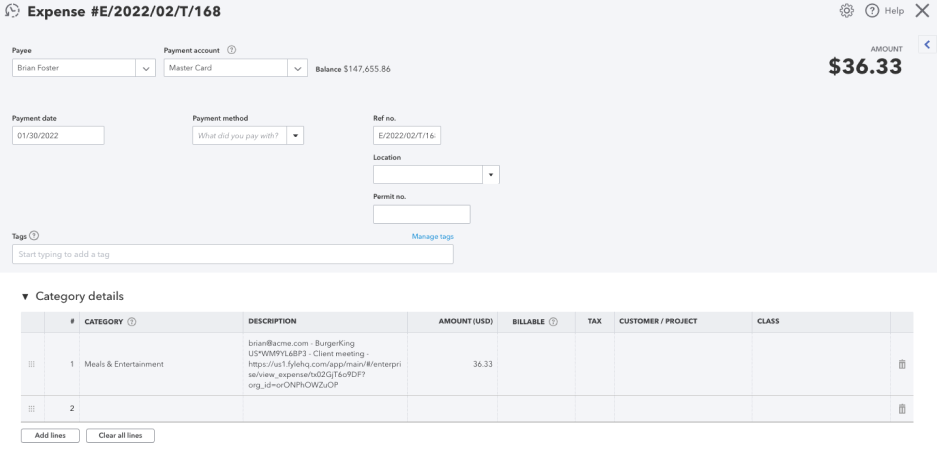 Expense #E/2022/02/T/168
Help
Payee
Payment account
Brian Foster
Master Card
Balance $147,655.86
AMOUNT
$36.33
Payment date
Payment method
Ref no.
01/30/2022
What did you pay with?
E/2022/02/T/16
Location
Permit no.
Tags
Manage tags
Start typing to add a tag
Category details
# CATEGORY DESCRIPTION AMOUNT (USD) BILLABLE TAX CUSTOMER / PROJECT CLASS
brian@acme.com - BurgerKing
US*WM9YL6BP3 - Client meeting -
1 Meals & Entertainment https://us1.fylehq.com/app/main/#/enterpri 36.33
se/view_expense/tx02GjT6o9DF?
org_id=orONPhOWZuOP
2
Add lines
Clear all lines